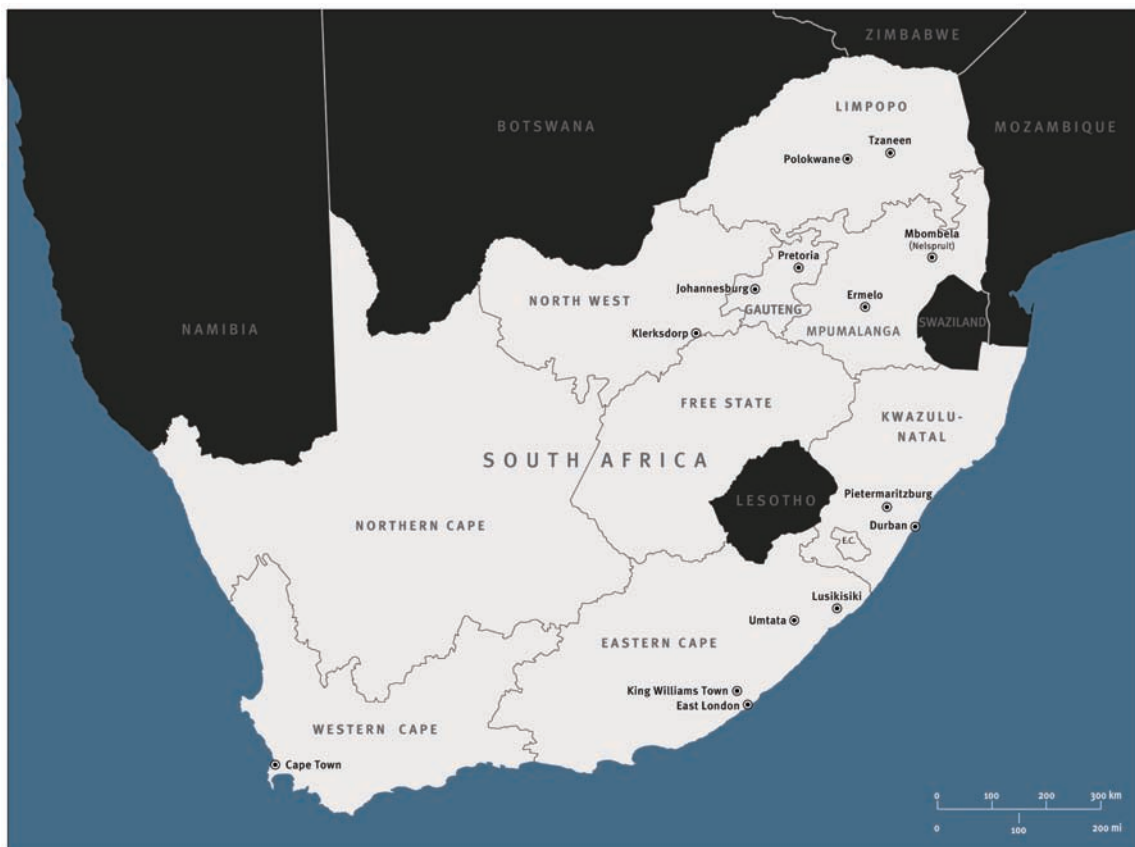 ZIMBABWE
LIMPOPO
BOTSWANA
MOZAMBIQUE
Tzaneen
Polokwane
Mbombela
(Nelspruit)
Pretoria
Johannesburg
NORTH WEST
Ermelo
GAUTENG
SWAZILAND
NAMIBIA
Klerksdorp
MPUMALANGA
FREE STATE
KWAZULU-
NATAL
SOUTH AFRICA
LESOTHO
Pietermaritzburg
NORTHERN CAPE
Durban
E.C.
Lusikisiki
Umtata
EASTERN CAPE
King Williams Town
East London
WESTERN CAPE
Cape Town
0 100 200 300 km
0 100 200 mi